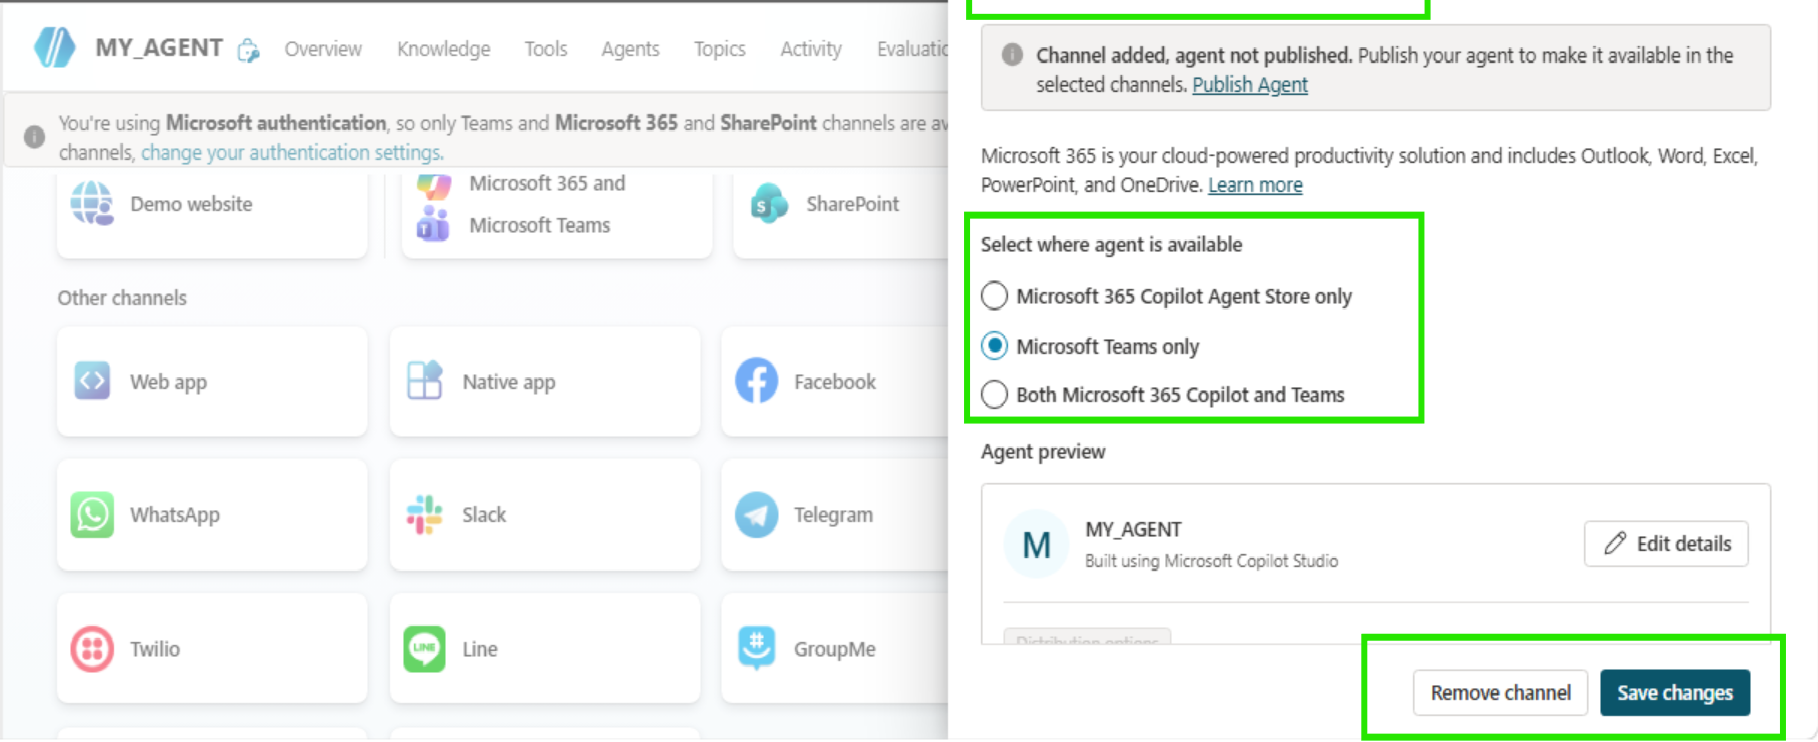 MY_AGENT Overview Knowledge Tools Agents Topics Activity
You're using Microsoft authentication, so only Teams and Microsoft 365 and SharePoint channels are
channels, change your authentication settings.
Demo website
Microsoft 365 and
Microsoft Teams
SharePoint
Other channels
Web app
Native app
Facebook
WhatsApp
Slack
Telegram
Twilio
LINE
Line
GroupMe
Channel added, agent not published. Publish your agent to make it available in the
selected channels. Publish Agent
Microsoft 365 is your cloud-powered productivity solution and includes Outlook, Word, Excel,
PowerPoint, and OneDrive. Learn more
Select where agent is available
Microsoft 365 Copilot Agent Store only
Microsoft Teams only
Both Microsoft 365 Copilot and Teams
Agent preview
M
MY_AGENT
Built using Microsoft Copilot Studio
Edit details
Distribution options
Remove channel
Save changes